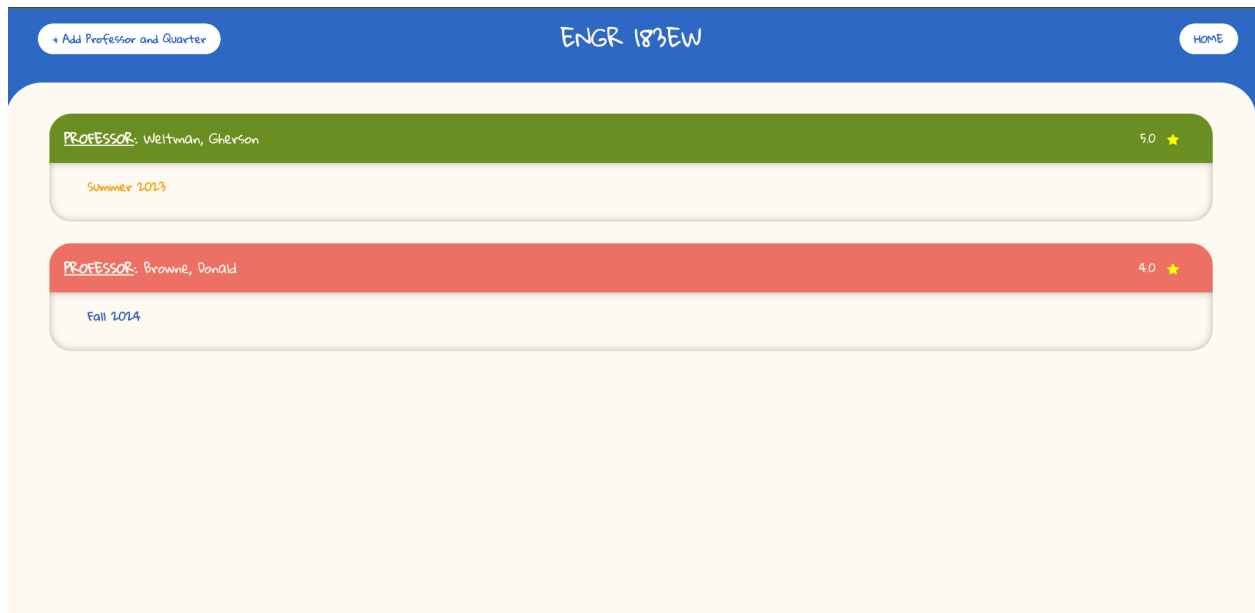 + Add Professor and Quarter
ENGR 183EW
HOME
PROFESSOR: Weltman, Gherson
5.0
Summer 2023
PROFESSOR: Browne, Donald
4.0
Fall 2024